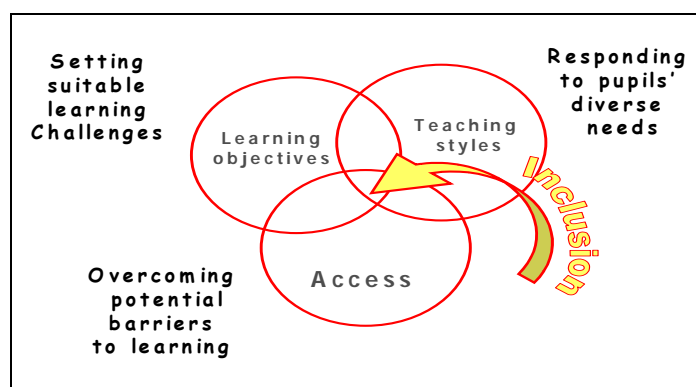 Setting
suitable
learning
Challenges
Responding
to pupils'
diverse
needs
Learning
objectives
Teaching
styles
Inclusion
Access
Overcoming
potential
barriers
to learning